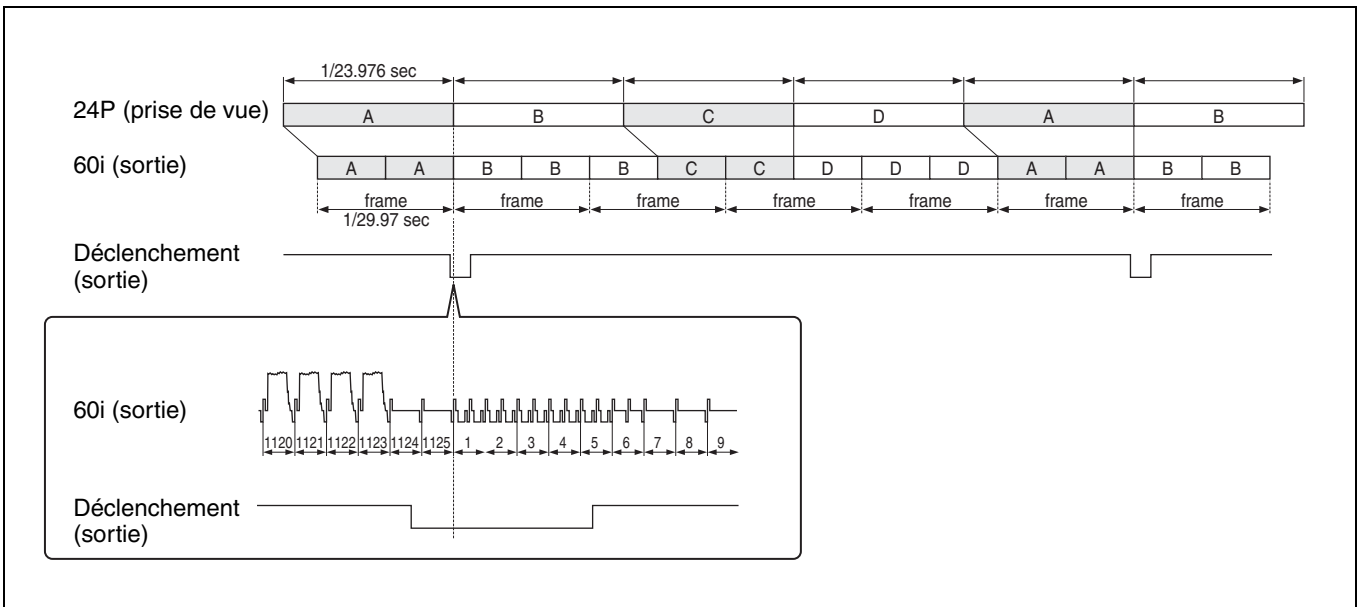 1/23.976 sec
24P (prise de vue) A B C D A B
60i (sortie) A A B B B C C D D D A A B B
frame frame frame frame frame frame frame
1/29.97 sec
Déclenchement
(sortie)
60i (sortie)
1120 1121 1122 1123 1124 1125 1 2 3 4 5 6 7 8 9
Déclenchement
(sortie)